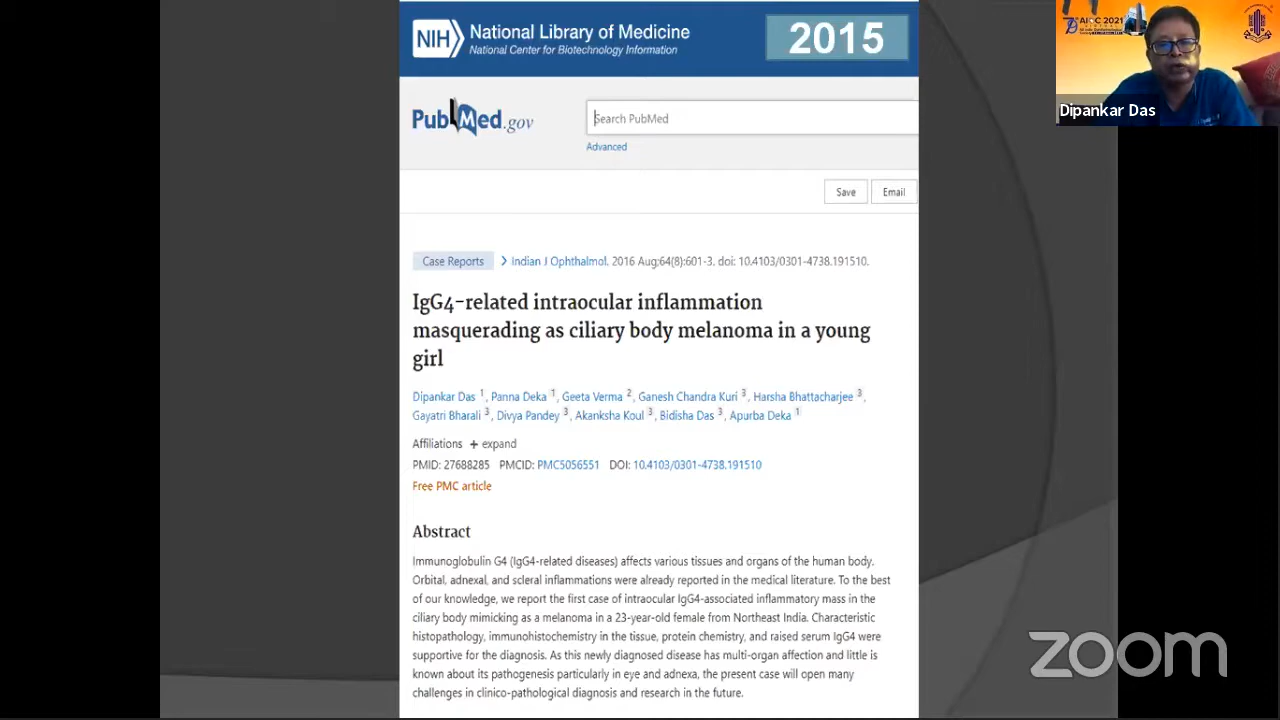 NIH National Library of Medicine
National Center for Biotechnology Information
2015
PubMed.gov
Search PubMed
Advanced
Save
Email
Case Reports
Indian J Ophthalmol. 2016 Aug;64(8):601-3. doi: 10.4103/0301-4738.191510.
IgG4-related intraocular inflammation
masquerading as ciliary body melanoma in a young
girl
Dipankar Das 1, Panna Deka 1, Geeta Verma 2, Ganesh Chandra Kuri 3, Harsha Bhattacharjee 3,
Gayatri Bharali 3, Divya Pandey 3, Akanksha Koul 3, Bidisha Das 3, Apurba Deka 1
Affiliations + expand
PMID: 27688285 PMCID: PMC5056551 DOI: 10.4103/0301-4738.191510
Free PMC article
Abstract
Immunoglobulin G4 (IgG4-related diseases) affects various tissues and organs of the human body.
Orbital, adnexal, and scleral inflammations were already reported in the medical literature. To the best
of our knowledge, we report the first case of intraocular IgG4-associated inflammatory mass in the
ciliary body mimicking as a melanoma in a 23-year-old female from Northeast India. Characteristic
histopathology, immunohistochemistry in the tissue, protein chemistry, and raised serum IgG4 were
supportive for the diagnosis. As this newly diagnosed disease has multi-organ affection and little is
known about its pathogenesis particularly in eye and adnexa, the present case will open many
challenges in clinico-pathological diagnosis and research in the future.
AIOC 2021
Dipankar Das
zoom